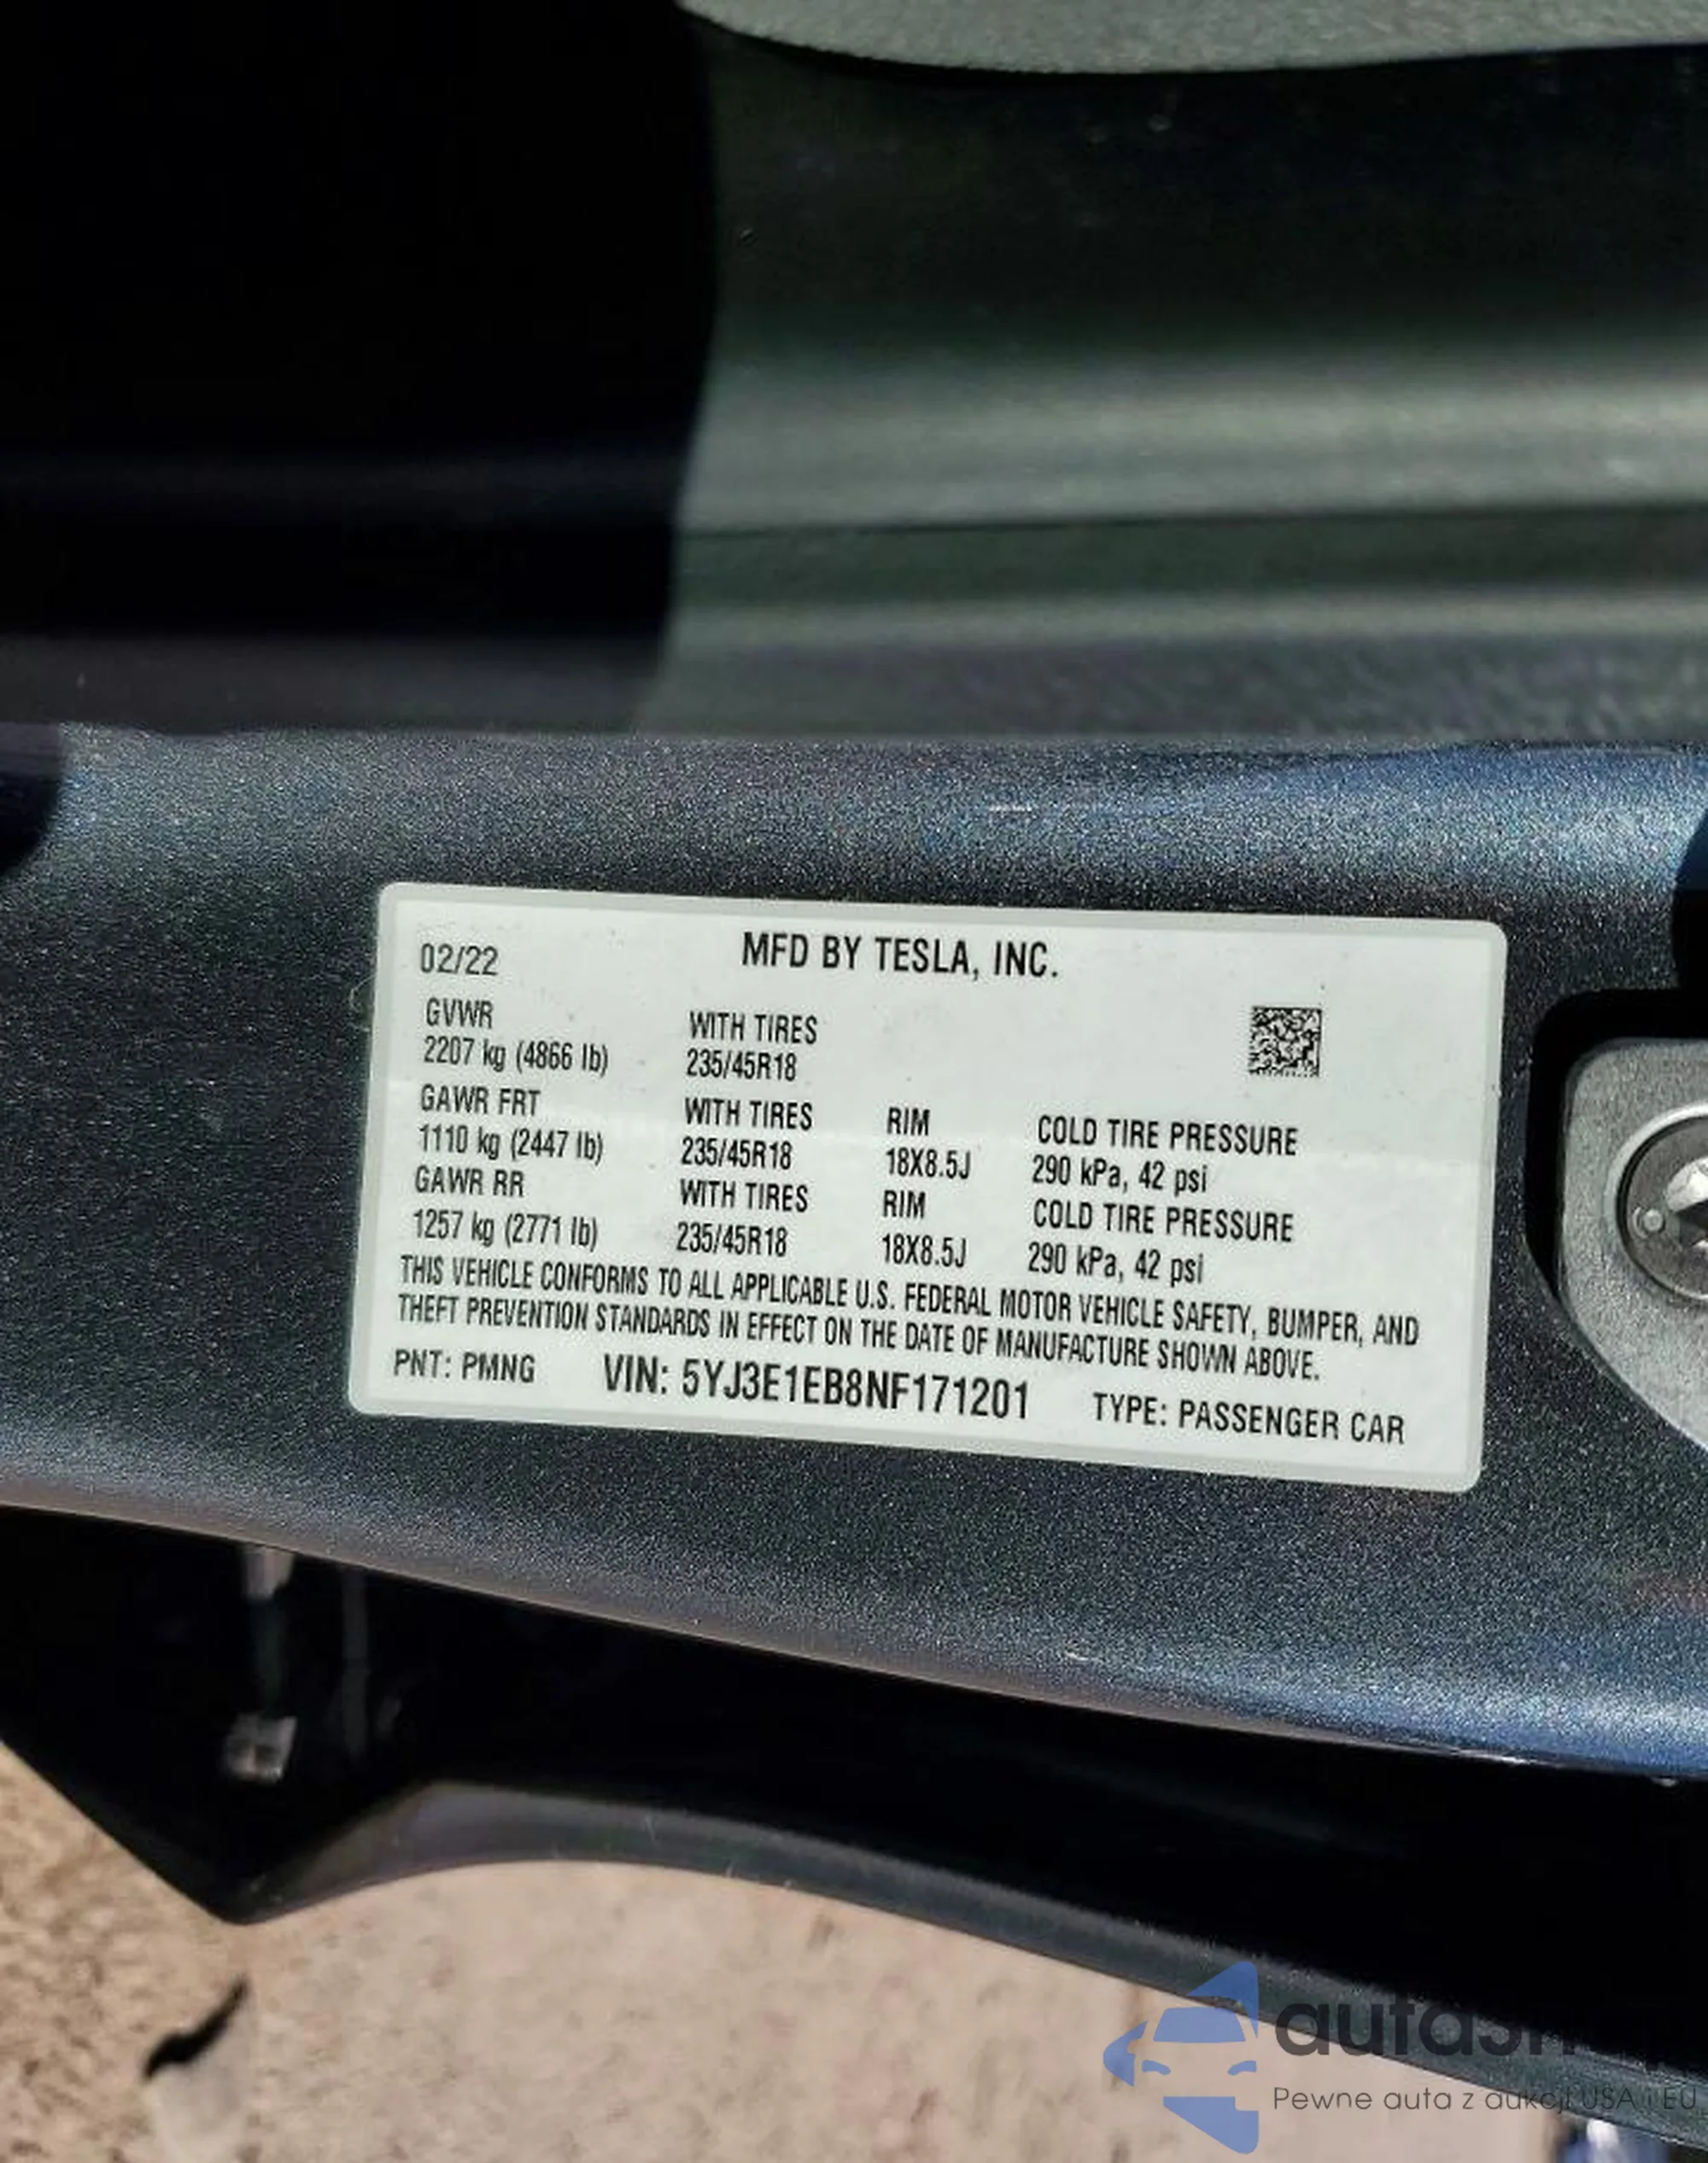 02/22 MFD BY TESLA, INC.
GVWR WITH TIRES
2207 kg (4866 lb) 235/45R18
GAWR FRT WITH TIRES RIM COLD TIRE PRESSURE
1110 kg (2447 lb) 235/45R18 18X8.5J 290 kPa, 42 psi
GAWR RR WITH TIRES RIM COLD TIRE PRESSURE
1257 kg (2771 lb) 235/45R18 18X8.5J 290 kPa, 42 psi
THIS VEHICLE CONFORMS TO ALL APPLICABLE U.S. FEDERAL MOTOR VEHICLE SAFETY, BUMPER, AND
THEFT PREVENTION STANDARDS IN EFFECT ON THE DATE OF MANUFACTURE SHOWN ABOVE.
PNT: PMNG VIN: 5YJ3E1EB8NF171201 TYPE: PASSENGER CAR
Pewne auta z aukcji USA i EU